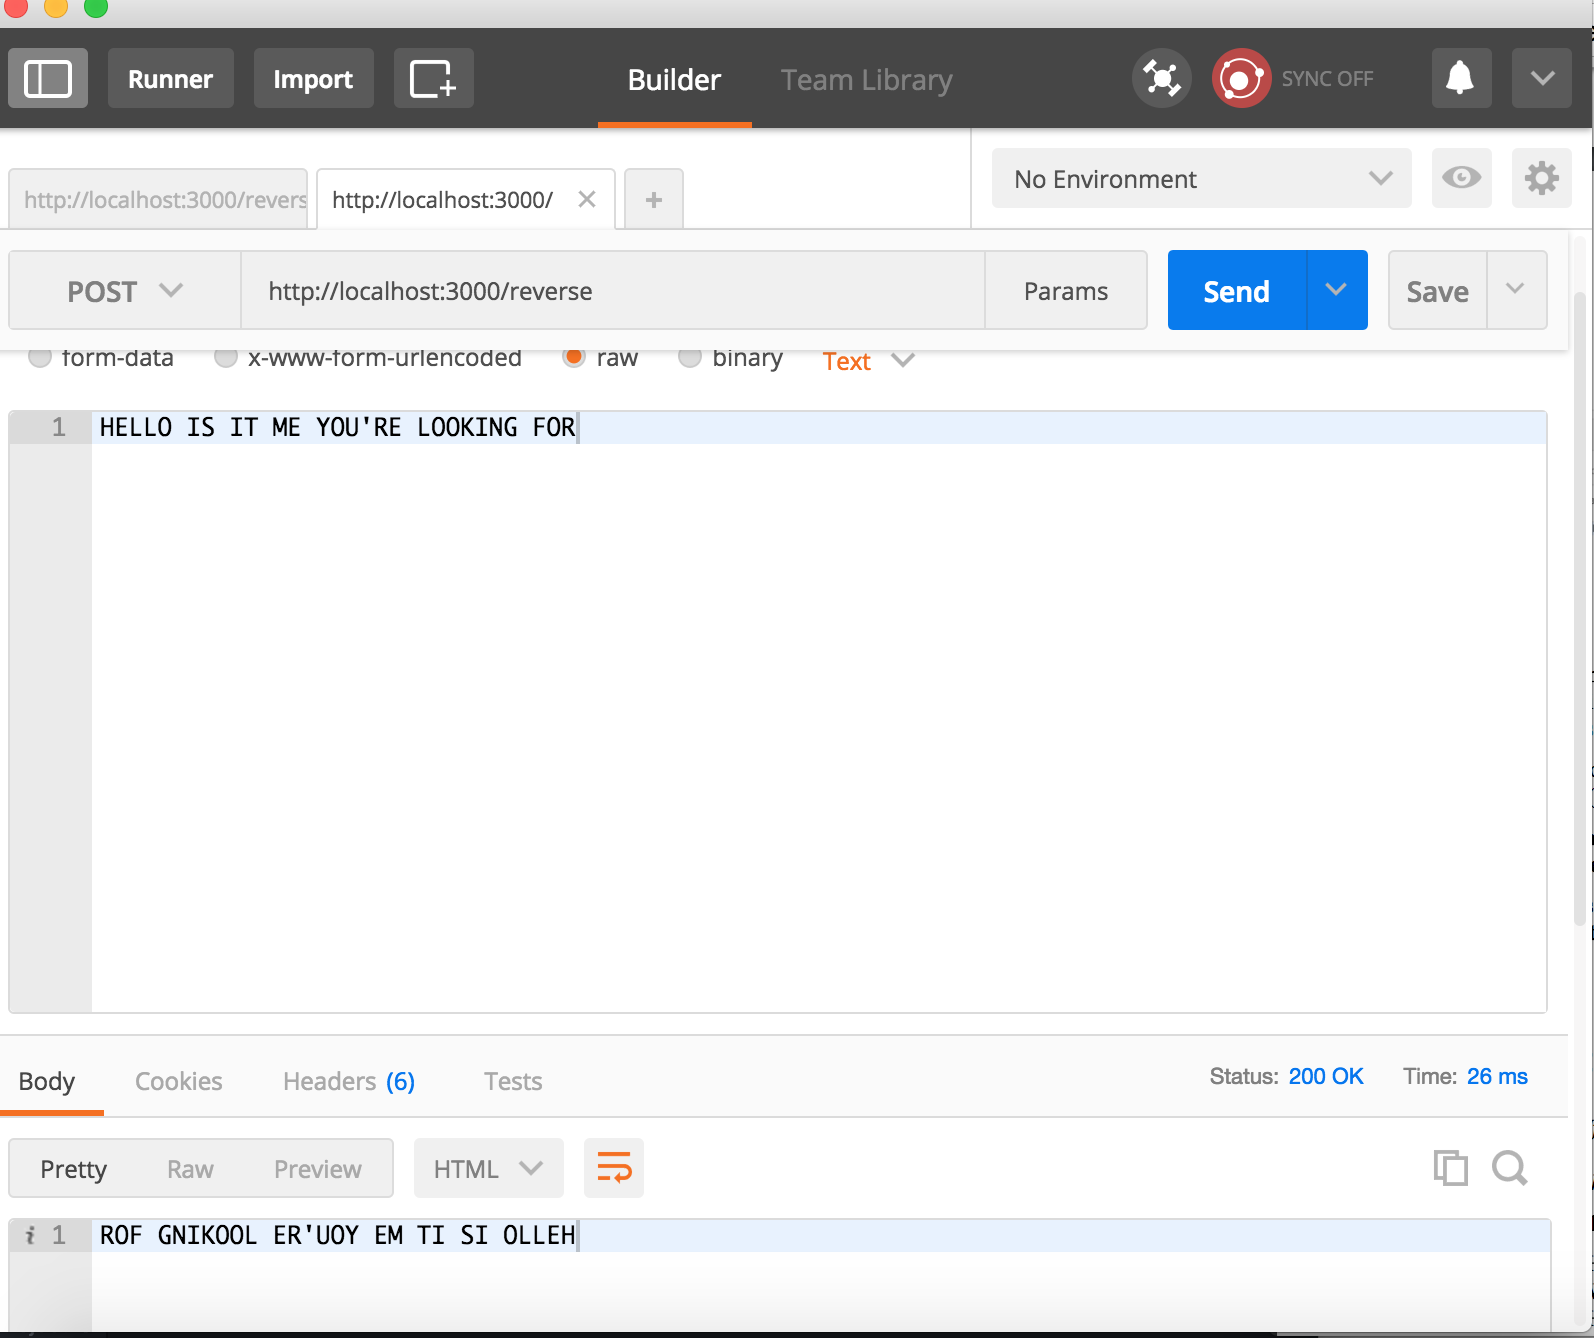 Runner Import Builder Team Library SYNC OFF
http://localhost:3000/revers http://localhost:3000/ No Environment
POST http://localhost:3000/reverse Params Send Save
form-data x-www-form-urlencoded raw binary Text
1 HELLO IS IT ME YOU'RE LOOKING FOR
Body Cookies Headers (6) Tests Status: 200 OK Time: 26 ms
Pretty Raw Preview HTML
i 1 ROF GNIKOOL ER'UOY EM TI SI OLLEH